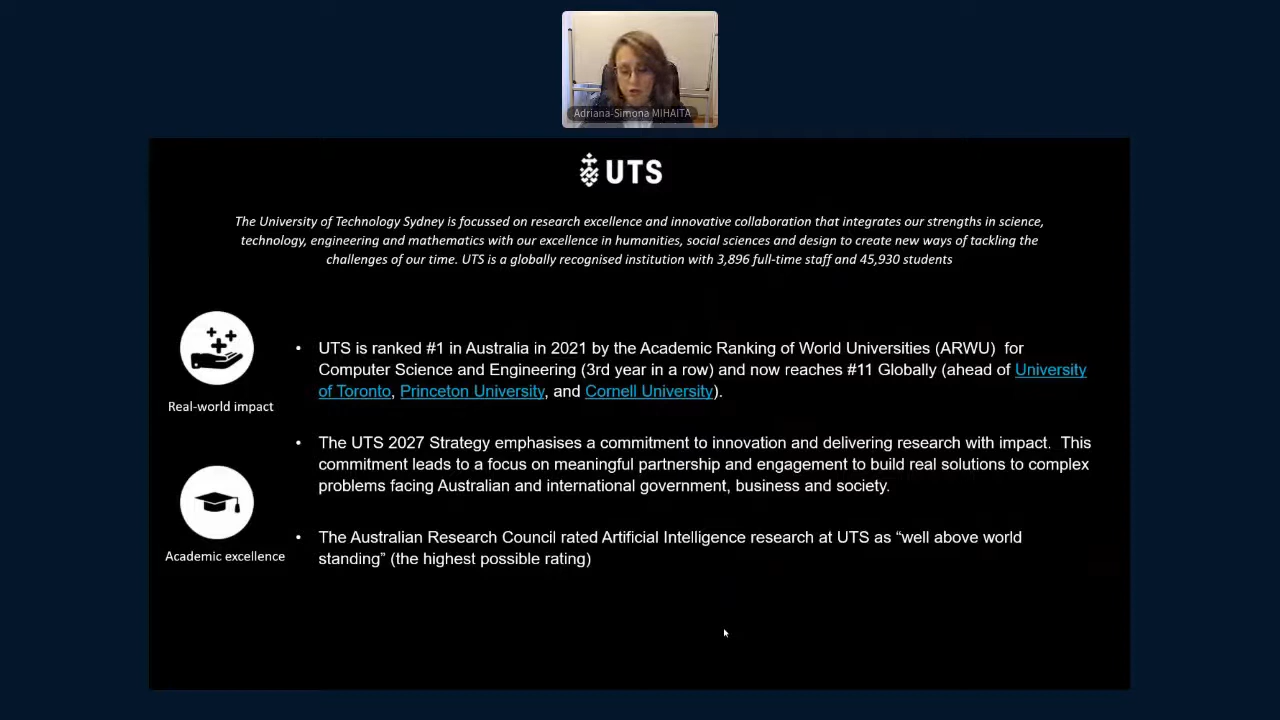 Adriana-Simona MIHAITA
UTS
The University of Technology Sydney is focussed on research excellence and innovative collaboration that integrates our strengths in science,
technology, engineering and mathematics with our excellence in humanities, social sciences and design to create new ways of tackling the
challenges of our time. UTS is a globally recognised institution with 3,896 full-time staff and 45,930 students
Real-world impact
• UTS is ranked #1 in Australia in 2021 by the Academic Ranking of World Universities (ARWU) for
Computer Science and Engineering (3rd year in a row) and now reaches #11 Globally (ahead of University
of Toronto, Princeton University, and Cornell University).
• The UTS 2027 Strategy emphasises a commitment to innovation and delivering research with impact. This
commitment leads to a focus on meaningful partnership and engagement to build real solutions to complex
problems facing Australian and international government, business and society.
Academic excellence
• The Australian Research Council rated Artificial Intelligence research at UTS as “well above world
standing” (the highest possible rating)